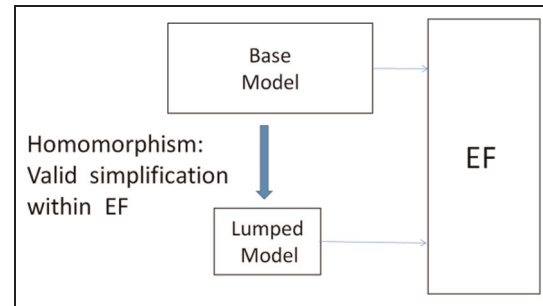 Base
Model
Homomorphism:
Valid simplification
within EF
EF
Lumped
Model